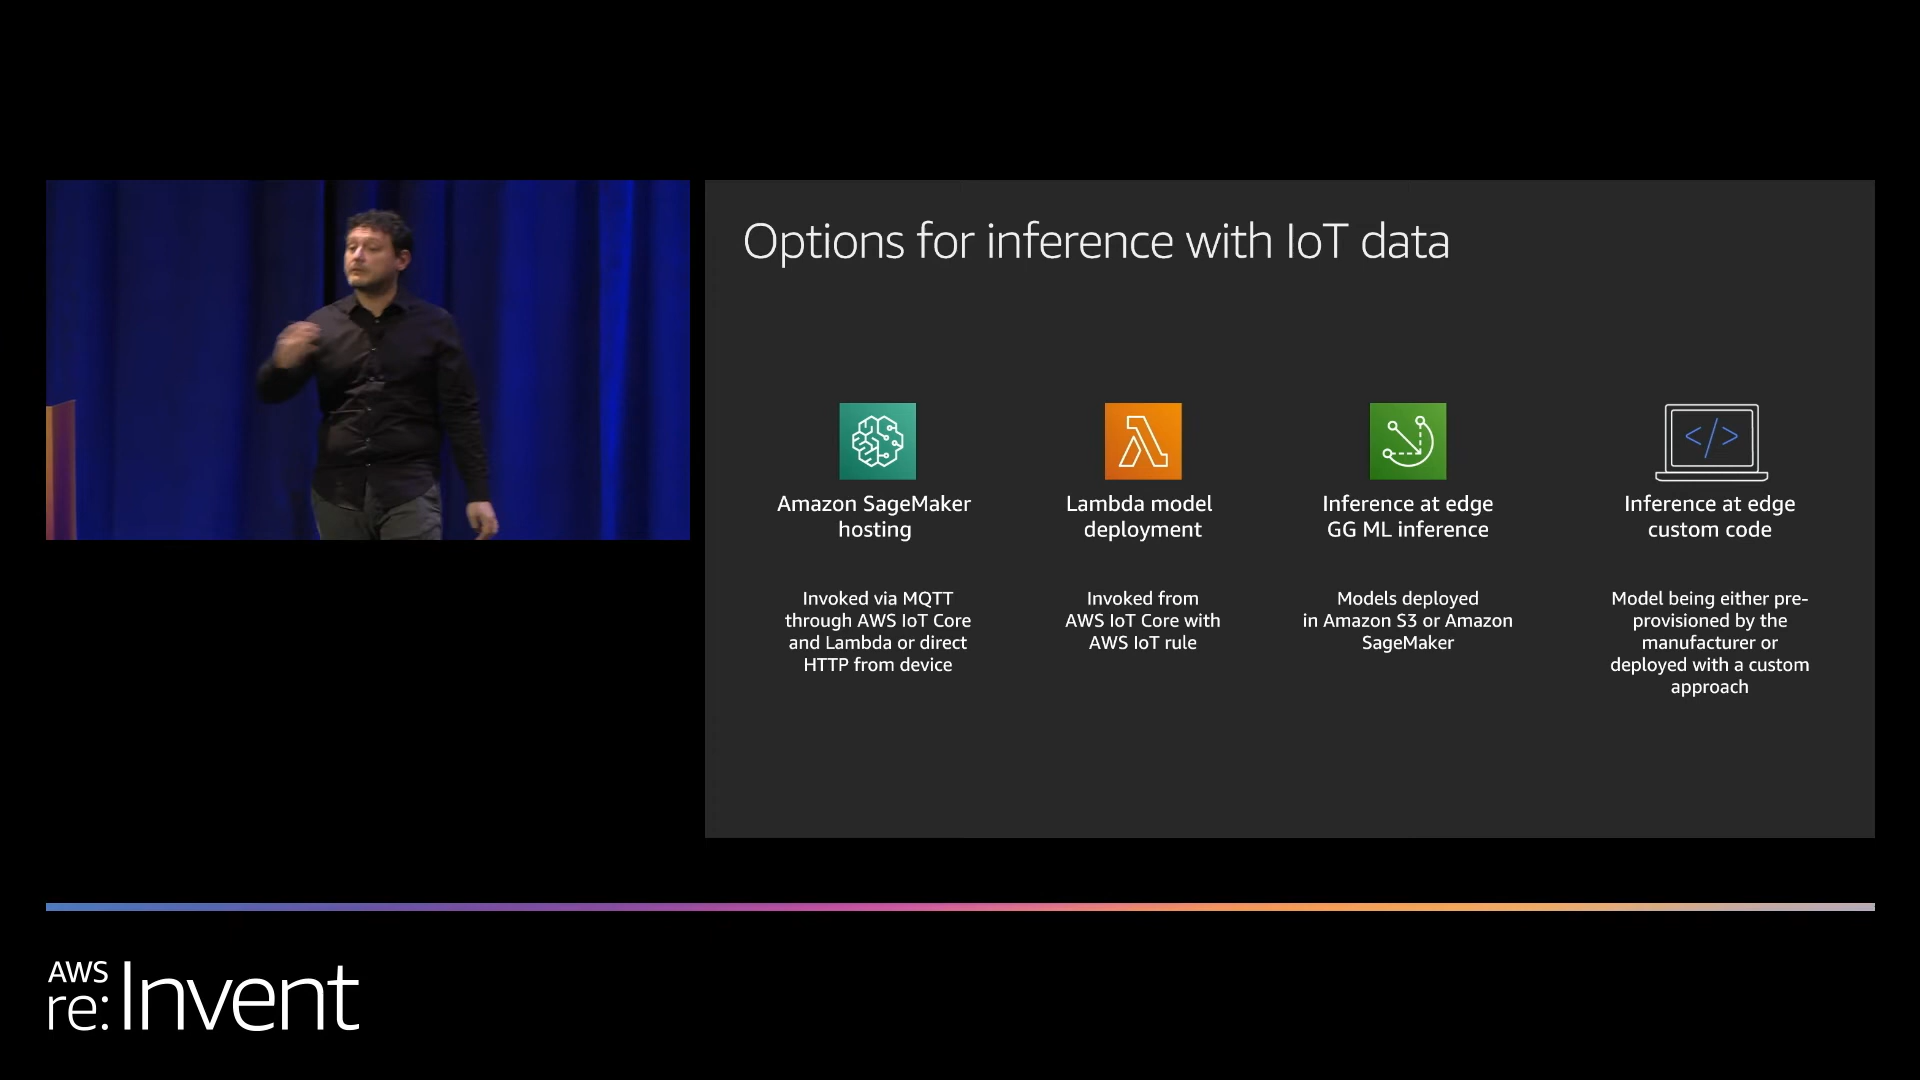 Options for inference with IoT data
Amazon SageMaker
hosting
Invoked via MQTT
through AWS IoT Core
and Lambda or direct
HTTP from device
Lambda model
deployment
Invoked from
AWS IoT Core with
AWS IoT rule
Inference at edge
GG ML inference
Models deployed
in Amazon S3 or Amazon
SageMaker
</>
Inference at edge
custom code
Model being either pre-
provisioned by the
manufacturer or
deployed with a custom
approach
AWS
re:Invent